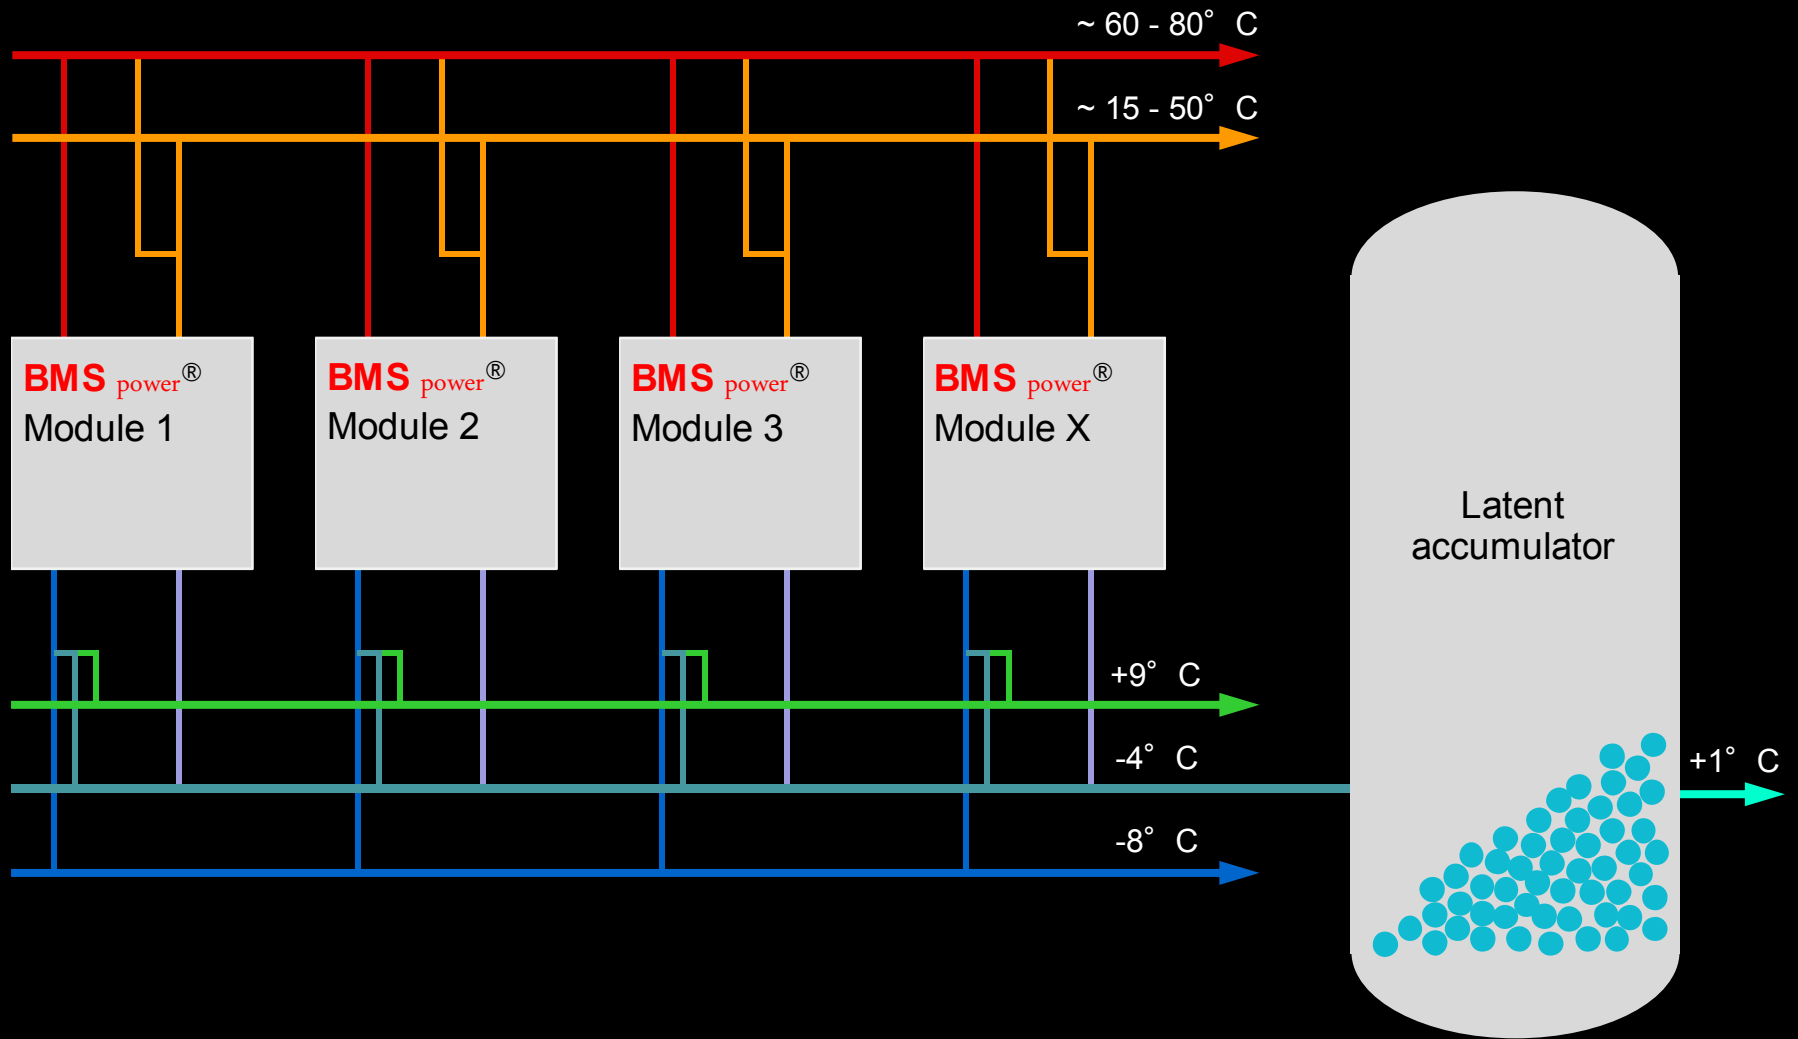 ~ 60 - 80° C
~ 15 - 50° C
BMS power®
Module 1
BMS power®
Module 2
BMS power®
Module 3
BMS power®
Module X
Latent
accumulator
+9° C
-4° C
-8° C
+1° C